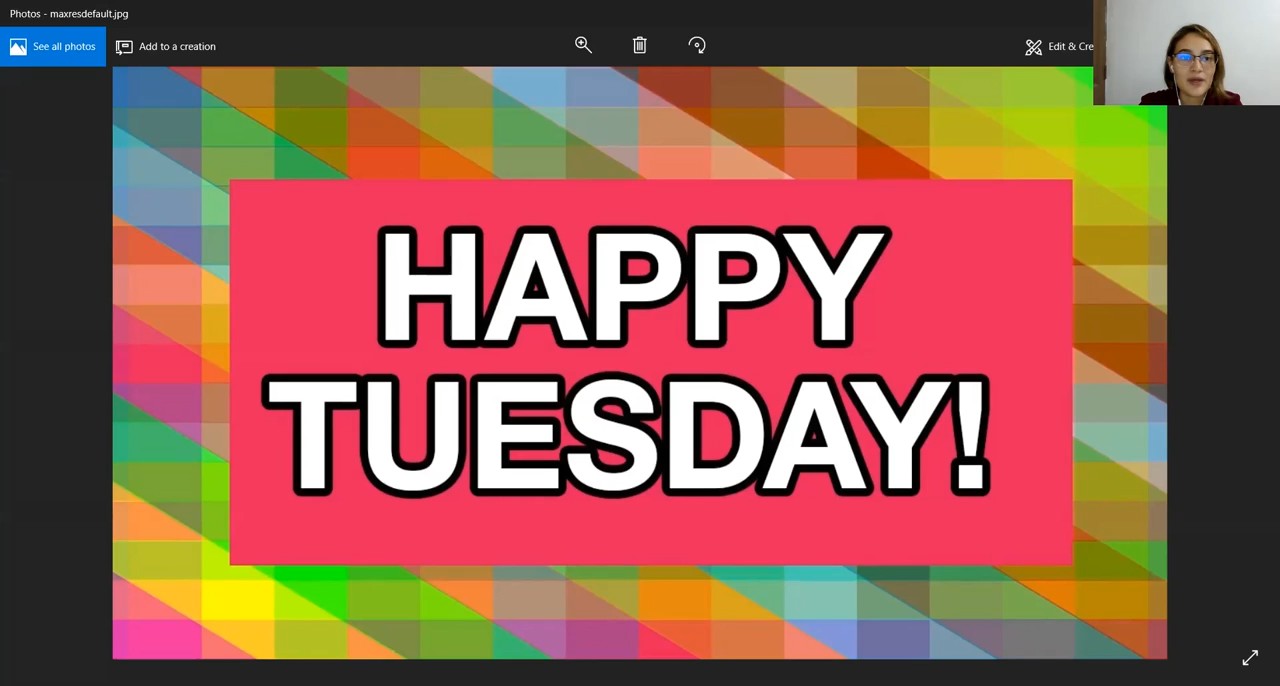 Photos - maxresdefault.jpg
See all photos
Add to a creation
Edit & Cre
HAPPY
TUESDAY!